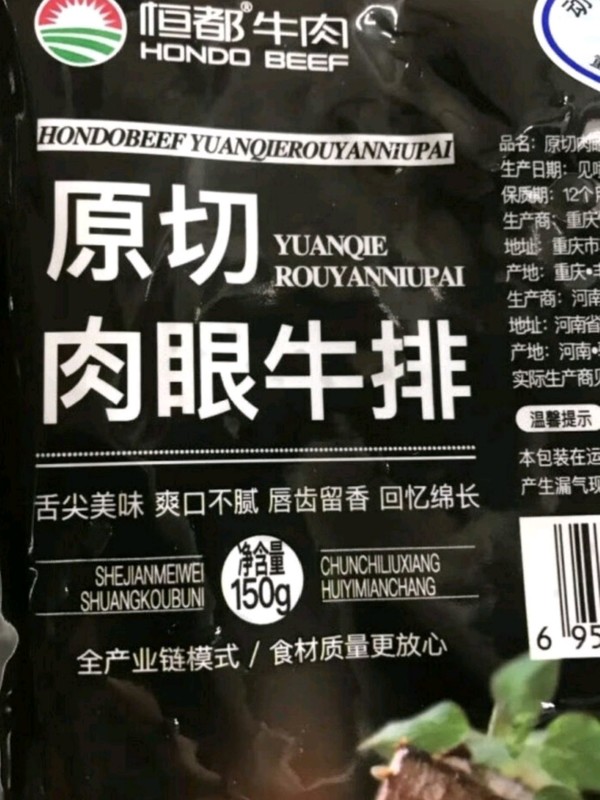 恒都®牛肉
HONDO BEEF
HONDOBEEF YUANQIEROUYANNiUPAI
原切
YUANQIE
ROUYANNIUPAI
肉眼牛排
舌尖美味 爽口不腻 唇齿留香 回忆绵长
SHEJIANMEIWEI
SHUANGKOUBUNI
净含量
150g
CHUNCHILIUXIANG
HUIYIMIANCHANG
全产业链模式 / 食材质量更放心
品名: 原切肉
生产日期: 见
保质期: 12个
生产商: 重庆
地址: 重庆市
产地: 重庆•
生产商: 河南
地址: 河南省
产地: 河南•
实际生产商
温馨提示
本包装在运
产生漏气现
6 95